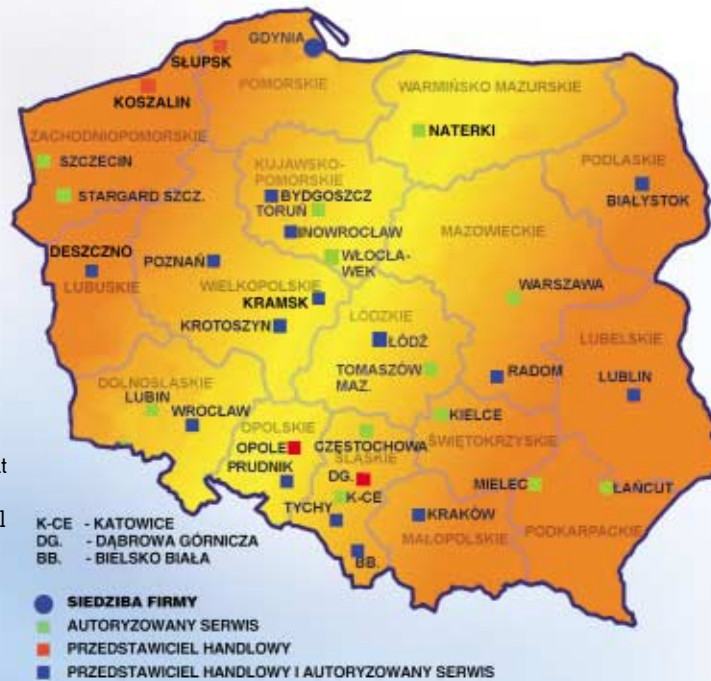 GDYNIA
SŁUPSK
POMORSKIE
WARMIŃSKO MAZURSKIE
KOSZALIN
ZACHODNIOPOMORSKIE
NATERKI
SZCZECIN
KUJAWSKO-
POMORSKIE
PODLASKIE
STARGARD SZCZ.
BYDGOSZCZ
BIAŁYSTOK
TORUŃ
INOWROCLAW
MAZOWIECKIE
DESZCZNO
POZNAŃ
WŁOCLA-
WEK
LUBUSKIE
WIELKOPOLSKIE
WARSZAWA
KRAMSK
ŁÓDZKIE
KROTOSZYN
ŁÓDŹ
LUBELSKIE
TOMASZÓW
MAZ.
RADOM
LUBLIN
DOLNOŚLĄSKIE
LUBIN
WROCŁAW
KIELCE
OPOLSKIE
CZĘSTOCHOWA
ŚWIĘTOKRZYSKIE
OPOLE
ŚLĄSKIE
PRUDNIK
DG.
MIELEC
ŁAŃCUT
K-CE
TYCHY
KRAKÓW
MAŁOPOLSKIE
PODKARPACKIE
BB.
K-CE - KATOWICE
DG. - DĄBROWA GÓRNICZA
BB. - BIELSKO BIAŁA
SIEDZIBA FIRMY
AUTORYZOWANY SERWIS
PRZEDSTAWICIEL HANDLOWY
PRZEDSTAWICIEL HANDLOWY I AUTORYZOWANY SERWIS